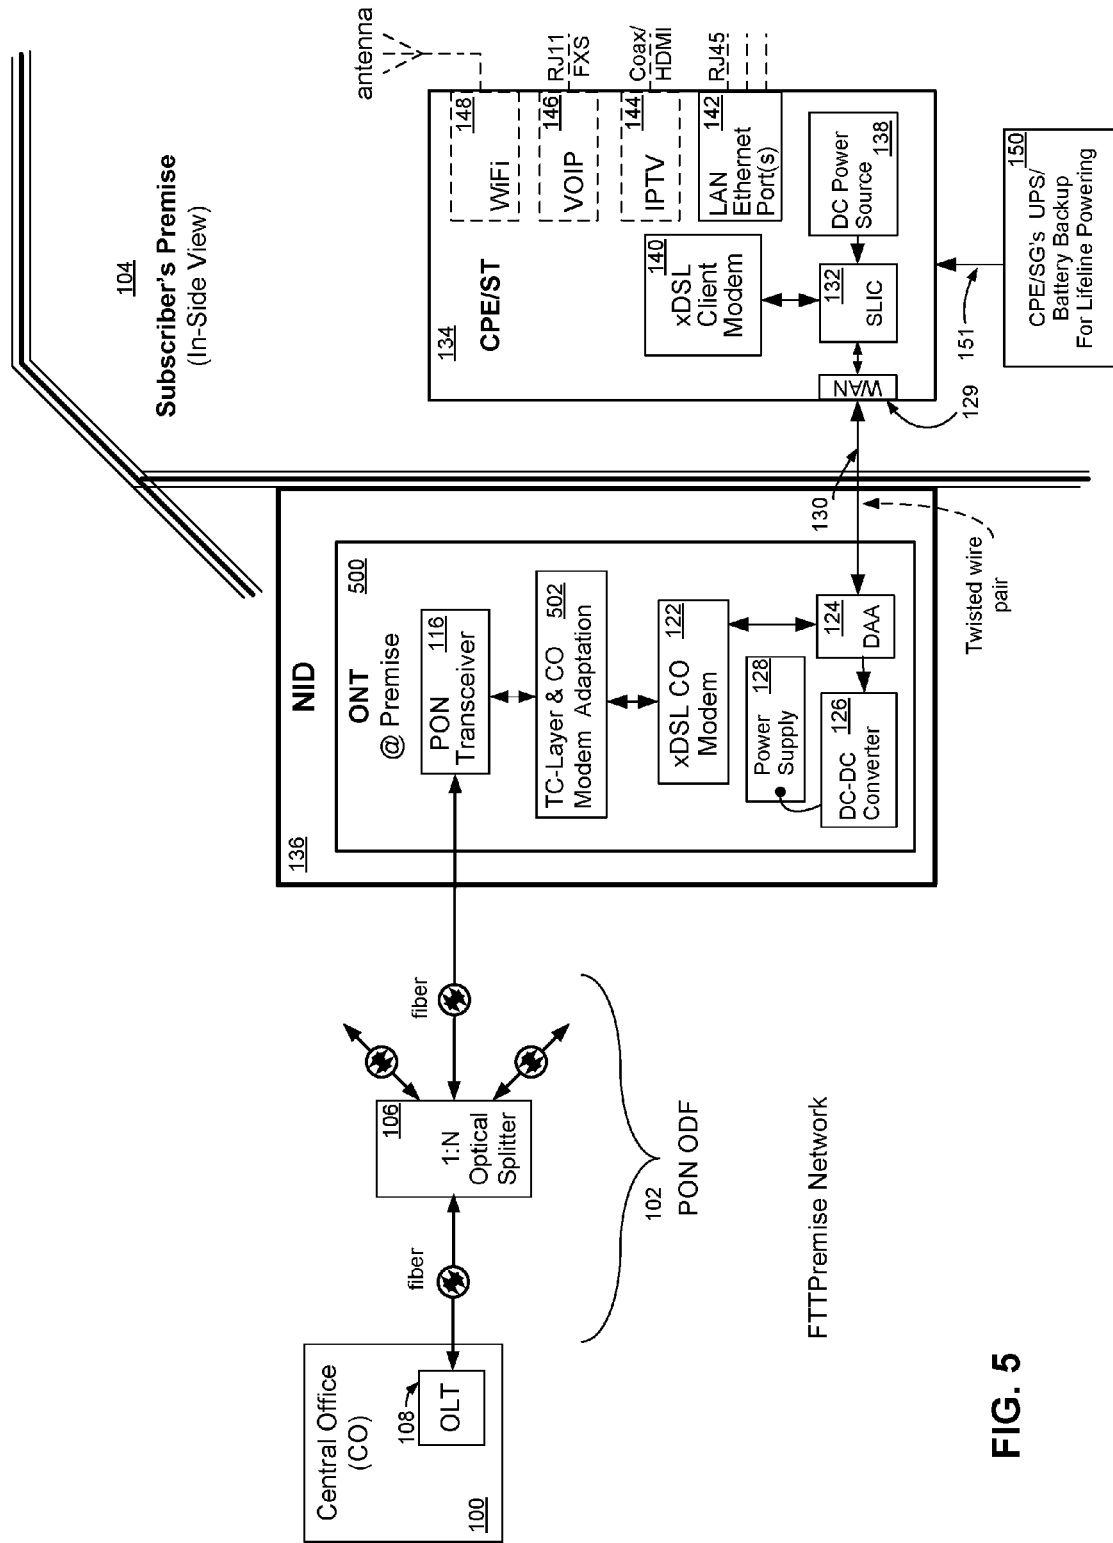 104
Subscriber's Premise
(In-Side View)
Central Office
(CO)
108
OLT
100
fiber
106
1:N
Optical
Splitter
fiber
102
PON ODF
FTTPremise Network
136
NID
ONT
500
@ Premise
PON
116
Transceiver
TC-Layer & CO
502
Modem Adaptation
xDSL CO
122
Modem
Power
128
Supply
124
DAA
DC-DC
126
Converter
130
Twisted wire
pair
134
CPE/ST
WAN
129
132
SLIC
140
xDSL
Client
Modem
DC Power
Source
138
WiFi
148
VOIP
146
IPTV
144
LAN
142
Ethernet
Port(s)
antenna
RJ11
FXS
Coax/
HDMI
RJ45
151
150
CPE/SG's UPS/
Battery Backup
For Lifeline Powering
FIG. 5